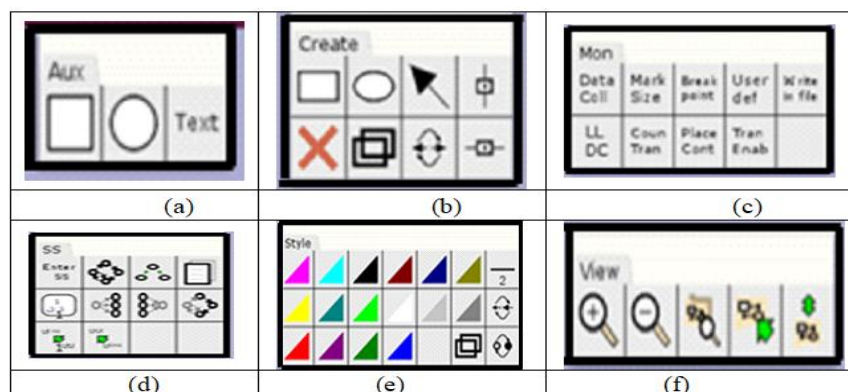 Aux
Text
(a)
Create
(b)
Mon
Data Coll
Mark Size
Break point
User def
Write in file
LL DC
Coun Tran
Place Cont
Tran Enab
(c)
SS
Enter SS
(d)
Style
2
(e)
View
(f)